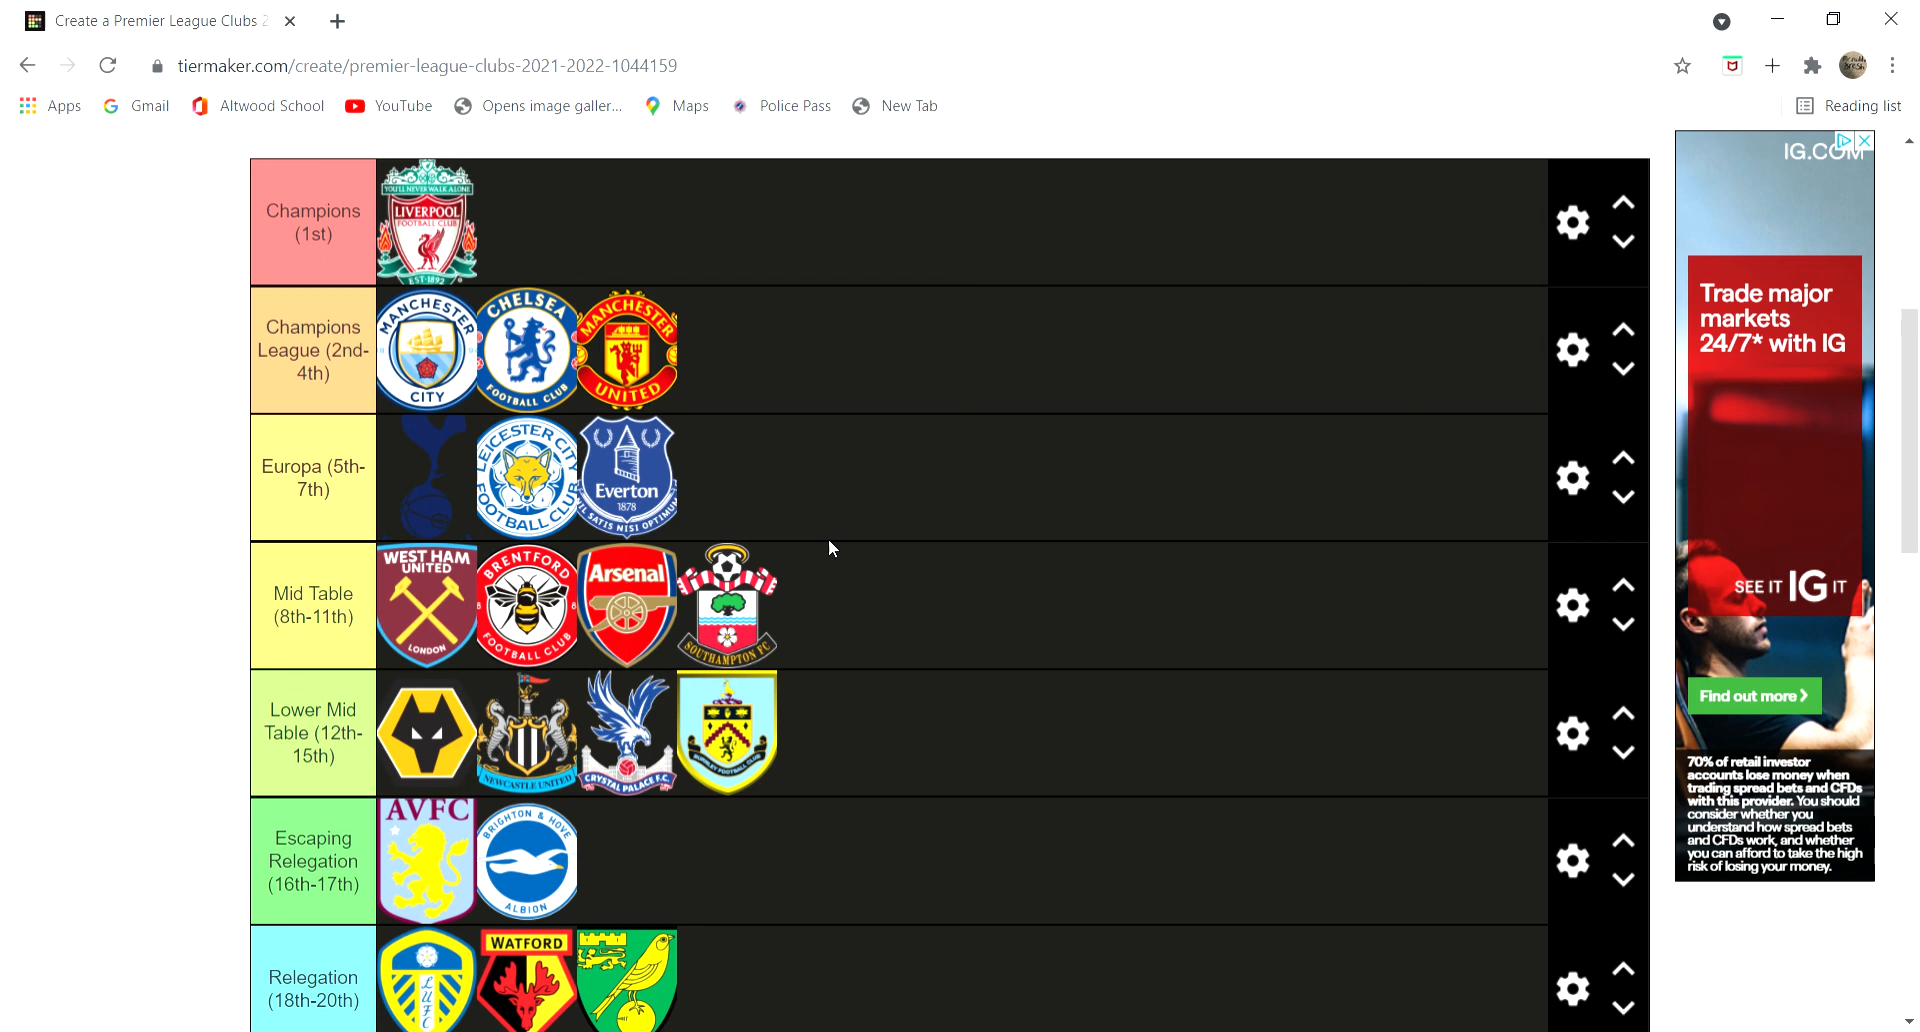 Create a Premier League Clubs 2
tiermaker.com/create/premier-league-clubs-2021-2022-1044159
Apps
Gmail
Altwood School
YouTube
Opens image galler...
Maps
Police Pass
New Tab
Reading list
Champions
(1st)
YOU'LL NEVER WALK ALONE
LIVERPOOL
FOOTBALL CLUB
EST·1892
Champions
League (2nd-
4th)
MANCHESTER
CITY
CHELSEA
FOOTBALL CLUB
MANCHESTER
UNITED
Europa (5th-
7th)
LEICESTER CITY
FOOTBALL CLUB
Everton
1878
NIL SATIS NISI OPTIMUM
Mid Table
(8th-11th)
WEST HAM
UNITED
LONDON
BRENTFORD
FOOTBALL CLUB
Arsenal
SOUTHAMPTON FC
Lower Mid
Table (12th-
15th)
NEWCASTLE UNITED
CRYSTAL PALACE F.C.
BURNLEY FOOTBALL CLUB
Escaping
Relegation
(16th-17th)
AVFC
BRIGHTON & HOVE
ALBION
Relegation
(18th-20th)
LUFC
WATFORD
IG.COM
Trade major
markets
24/7* with IG
SEE IT IG IT
Find out more
70% of retail investor
accounts lose money when
trading spread bets and CFDs
with this provider. You should
consider whether you
understand how spread bets
and CFDs work, and whether
you can afford to take the high
risk of losing your money.